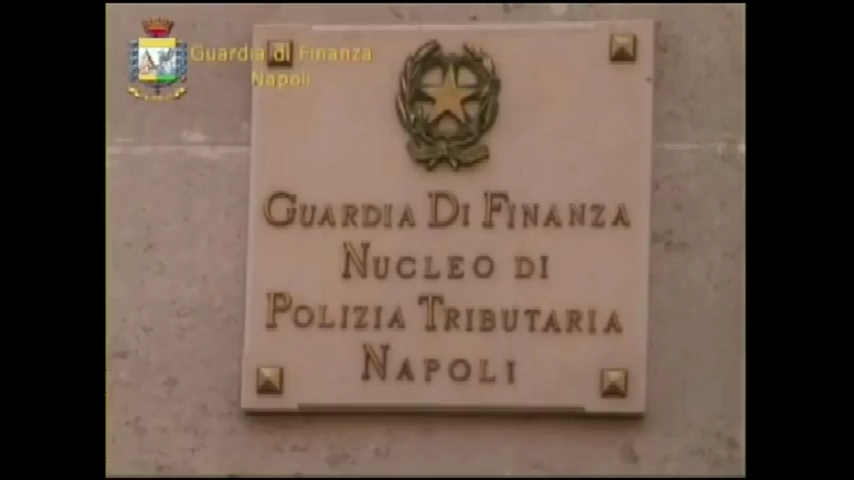 Guardia di Finanza
Napoli
GUARDIA DI FINANZA
NUCLEO DI
POLIZIA TRIBUTARIA
NAPOLI